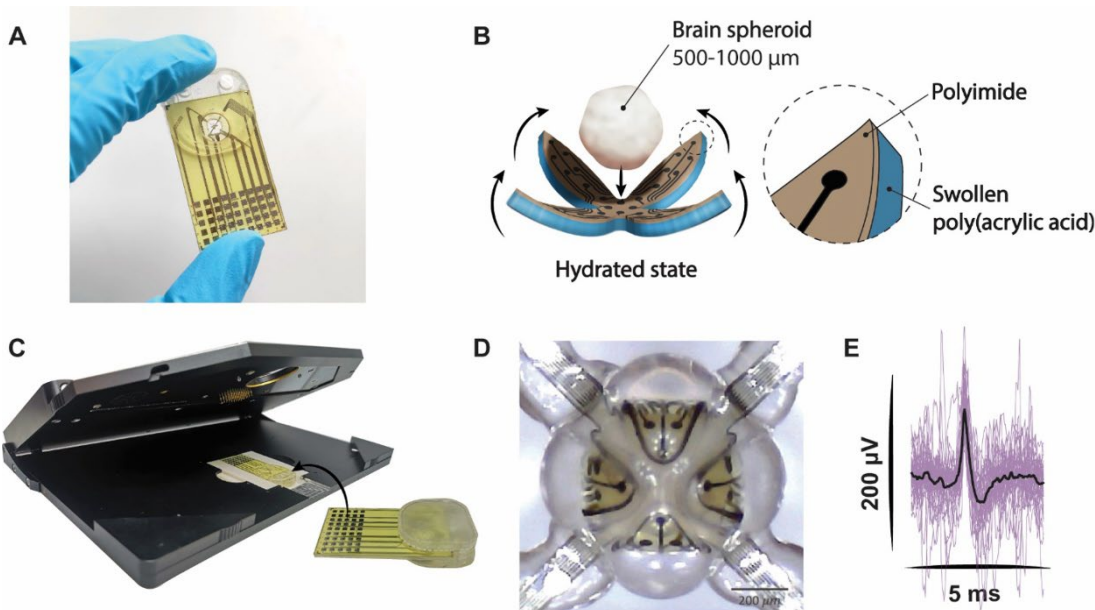 A
B
Brain spheroid
500-1000 µm
Polyimide
Swollen
poly(acrylic acid)
Hydrated state
C
D
200 µm
E
200 µV
5 ms